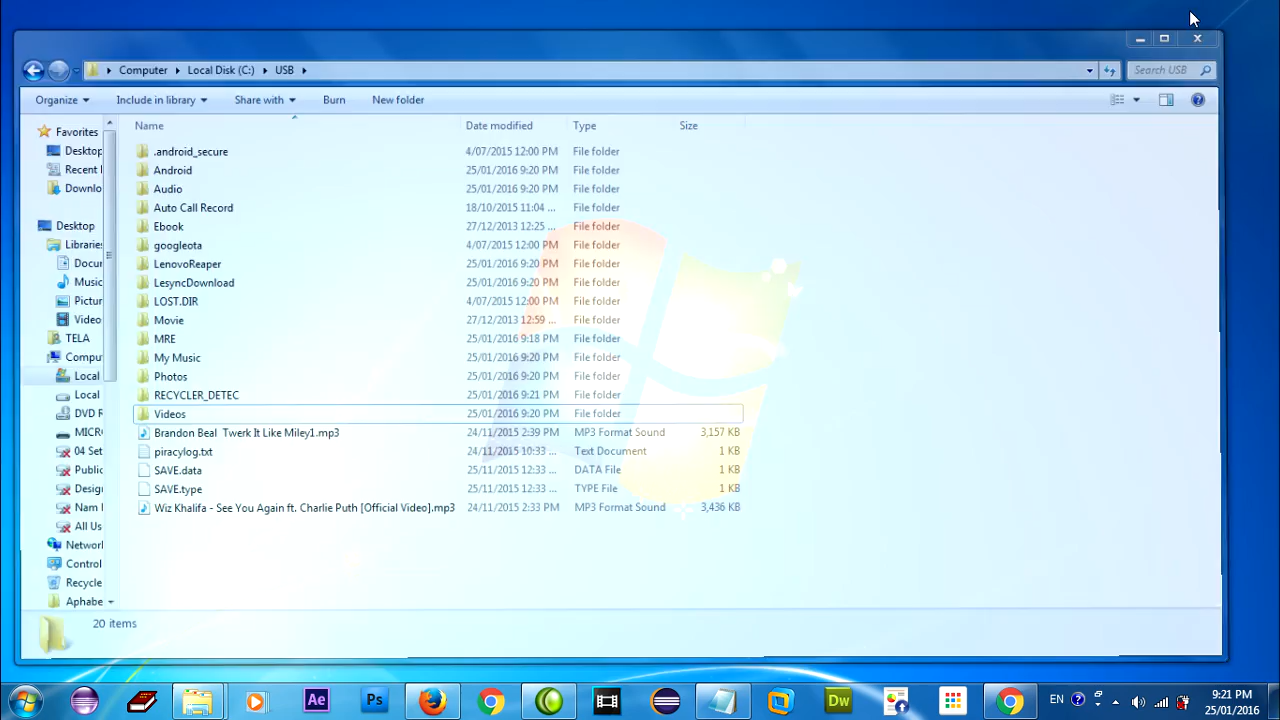 Computer Local Disk (C:) USB Search USB
Organize Include in library Share with Burn New folder
Name Date modified Type Size
Favorites
Desktop
Recent
Downlo
Desktop
Libraries
Docu
Music
Pictur
Video
TELA
Compu
Local
Local
DVD R
MICR
04 Set
Public
Design
Nam
All Us
Networ
Control
Recycle
Aphabe
.android_secure 4/07/2015 12:00 PM File folder
Android 25/01/2016 9:20 PM File folder
Audio 25/01/2016 9:20 PM File folder
Auto Call Record 18/10/2015 11:04 ... File folder
Ebook 27/12/2013 12:25 ... File folder
googleota 4/07/2015 12:00 PM File folder
LenovoReaper 25/01/2016 9:20 PM File folder
LesyncDownload 25/01/2016 9:20 PM File folder
LOST.DIR 4/07/2015 12:00 PM File folder
Movie 27/12/2013 12:59 ... File folder
MRE 25/01/2016 9:18 PM File folder
My Music 25/01/2016 9:20 PM File folder
Photos 25/01/2016 9:20 PM File folder
RECYCLER_DETEC 25/01/2016 9:21 PM File folder
Videos 25/01/2016 9:20 PM File folder
Brandon Beal Twerk It Like Miley1.mp3 24/11/2015 2:39 PM MP3 Format Sound 3,157 KB
piracylog.txt 24/11/2015 10:33 ... Text Document 1 KB
SAVE.data 25/11/2015 12:33 ... DATA File 1 KB
SAVE.type 25/11/2015 12:33 ... TYPE File 1 KB
Wiz Khalifa - See You Again ft. Charlie Puth [Official Video].mp3 24/11/2015 2:33 PM MP3 Format Sound 3,436 KB
20 items
Ae Ps Dw EN 9:21 PM
25/01/2016